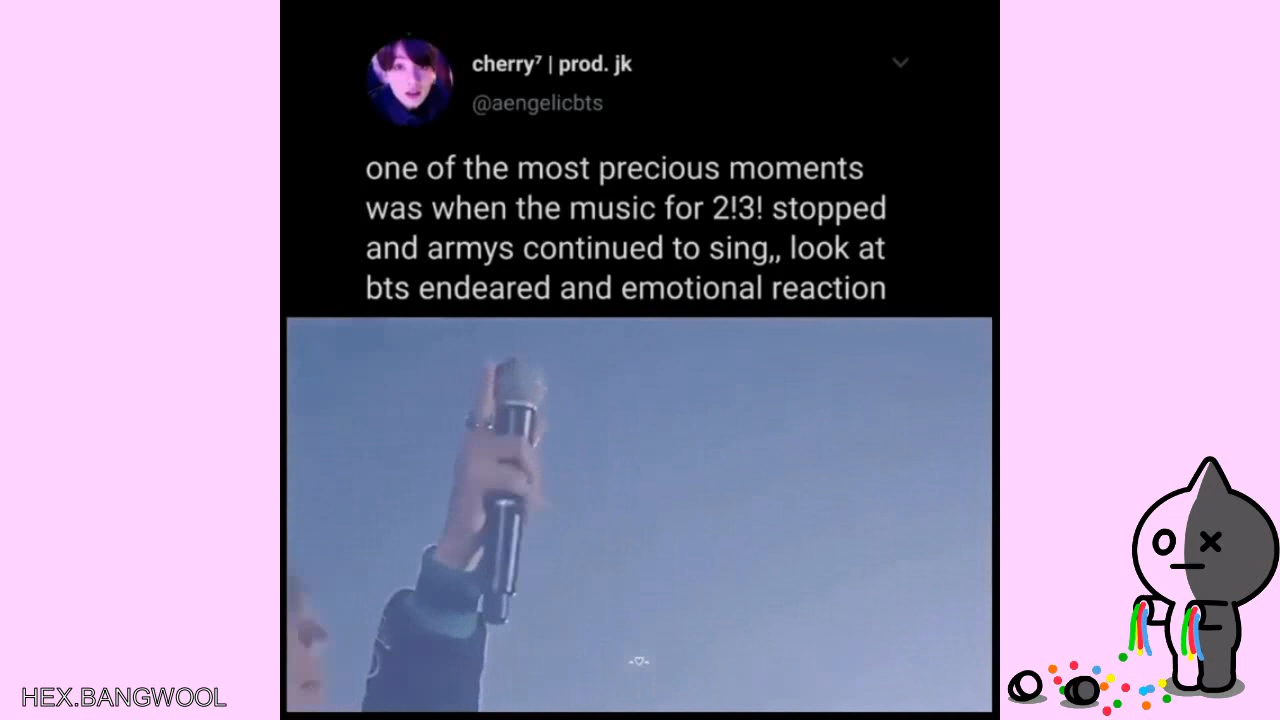 cherry⁷ | prod. jk
@aengelicbts
one of the most precious moments
was when the music for 2!3! stopped
and armys continued to sing,, look at
bts endeared and emotional reaction
HEX.BANGWOOL